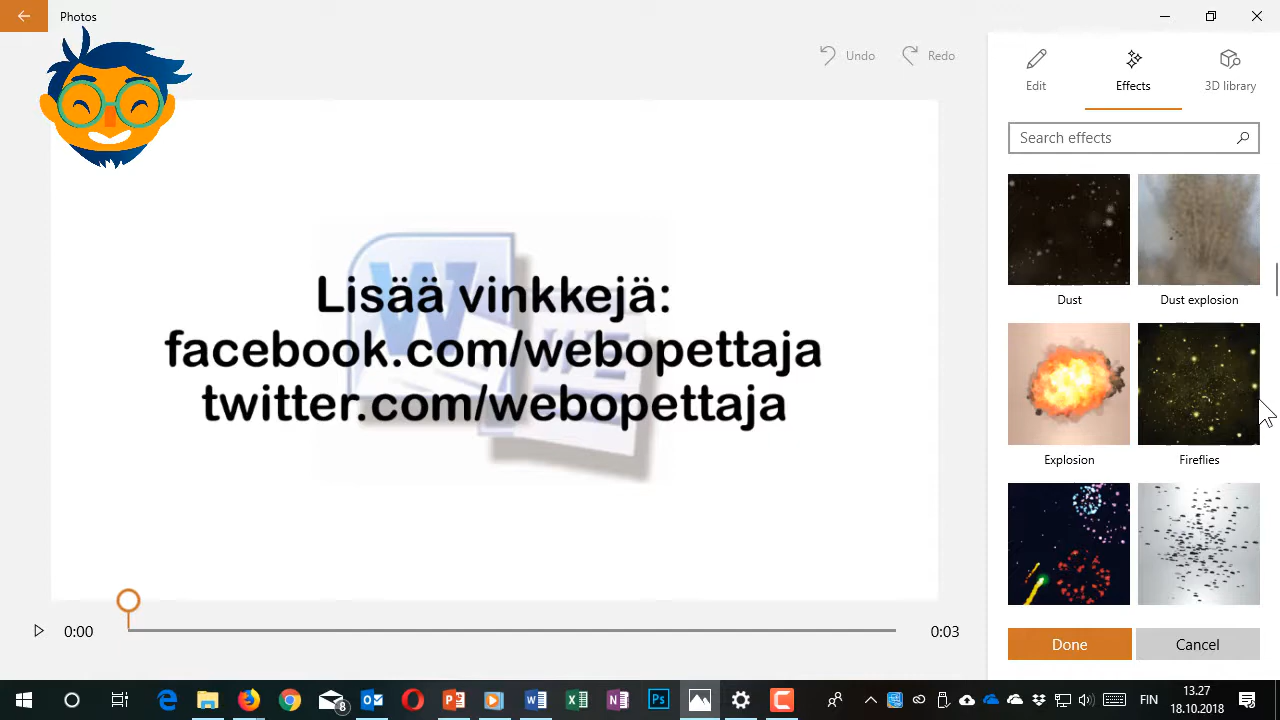 Photos
Undo
Redo
Edit
Effects
3D library
Search effects
Dust
Dust explosion
Explosion
Fireflies
Lisää vinkkejä:
facebook.com/webopettaja
twitter.com/webopettaja
0:00
0:03
Done
Cancel
8
FIN
13.27
18.10.2018